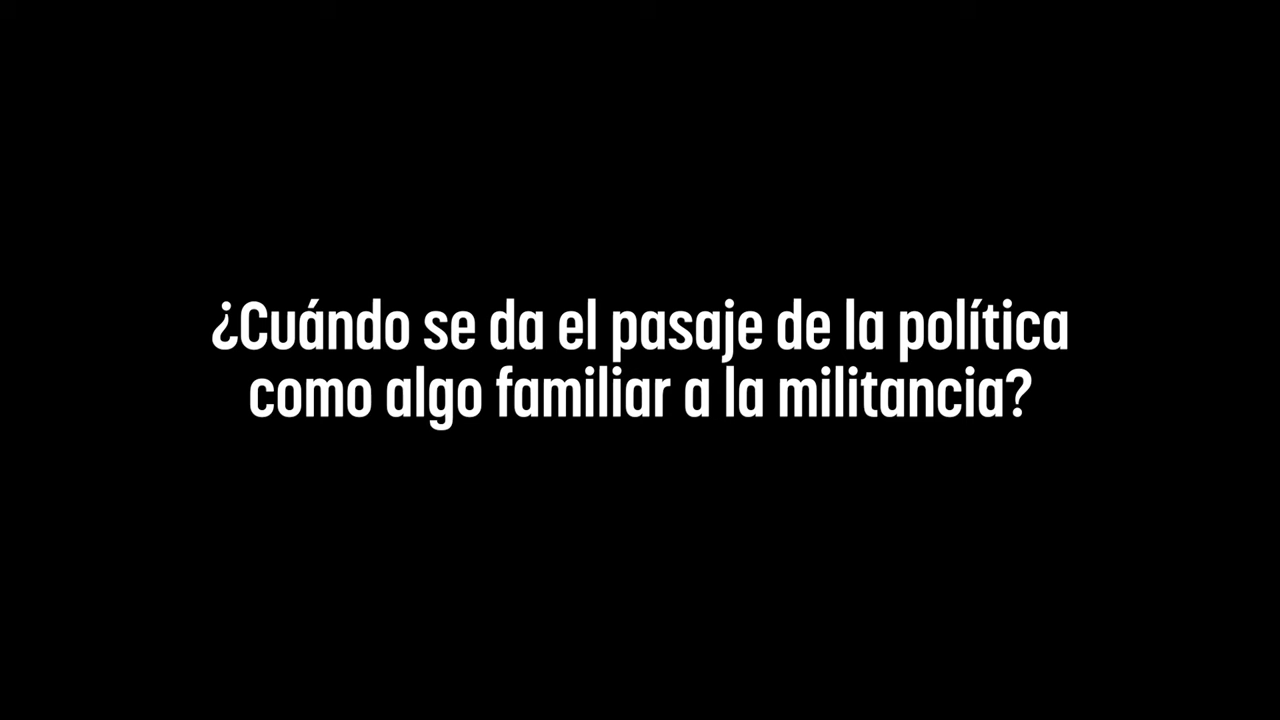 ¿Cuándo se da el pasaje de la política
como algo familiar a la militancia?